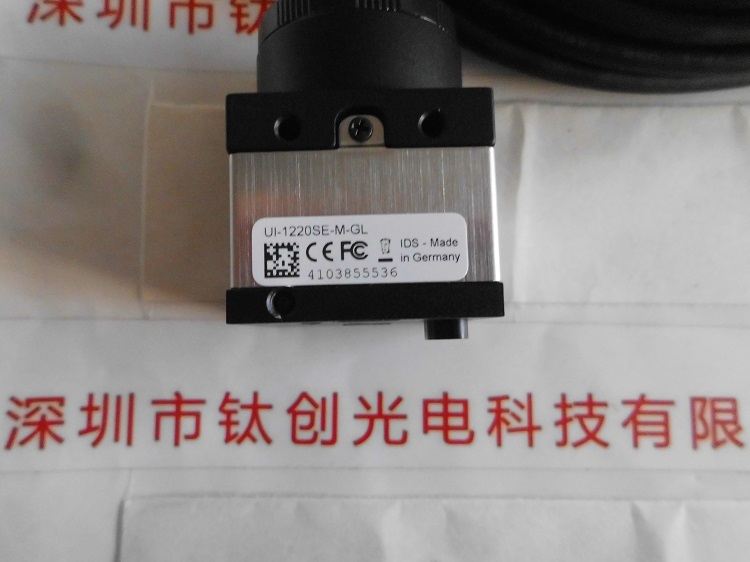 深圳市钛
UI-1220SE-M-GL
CE FC IDS - Made
in Germany
4103855536
深圳市钛创光电科技有限